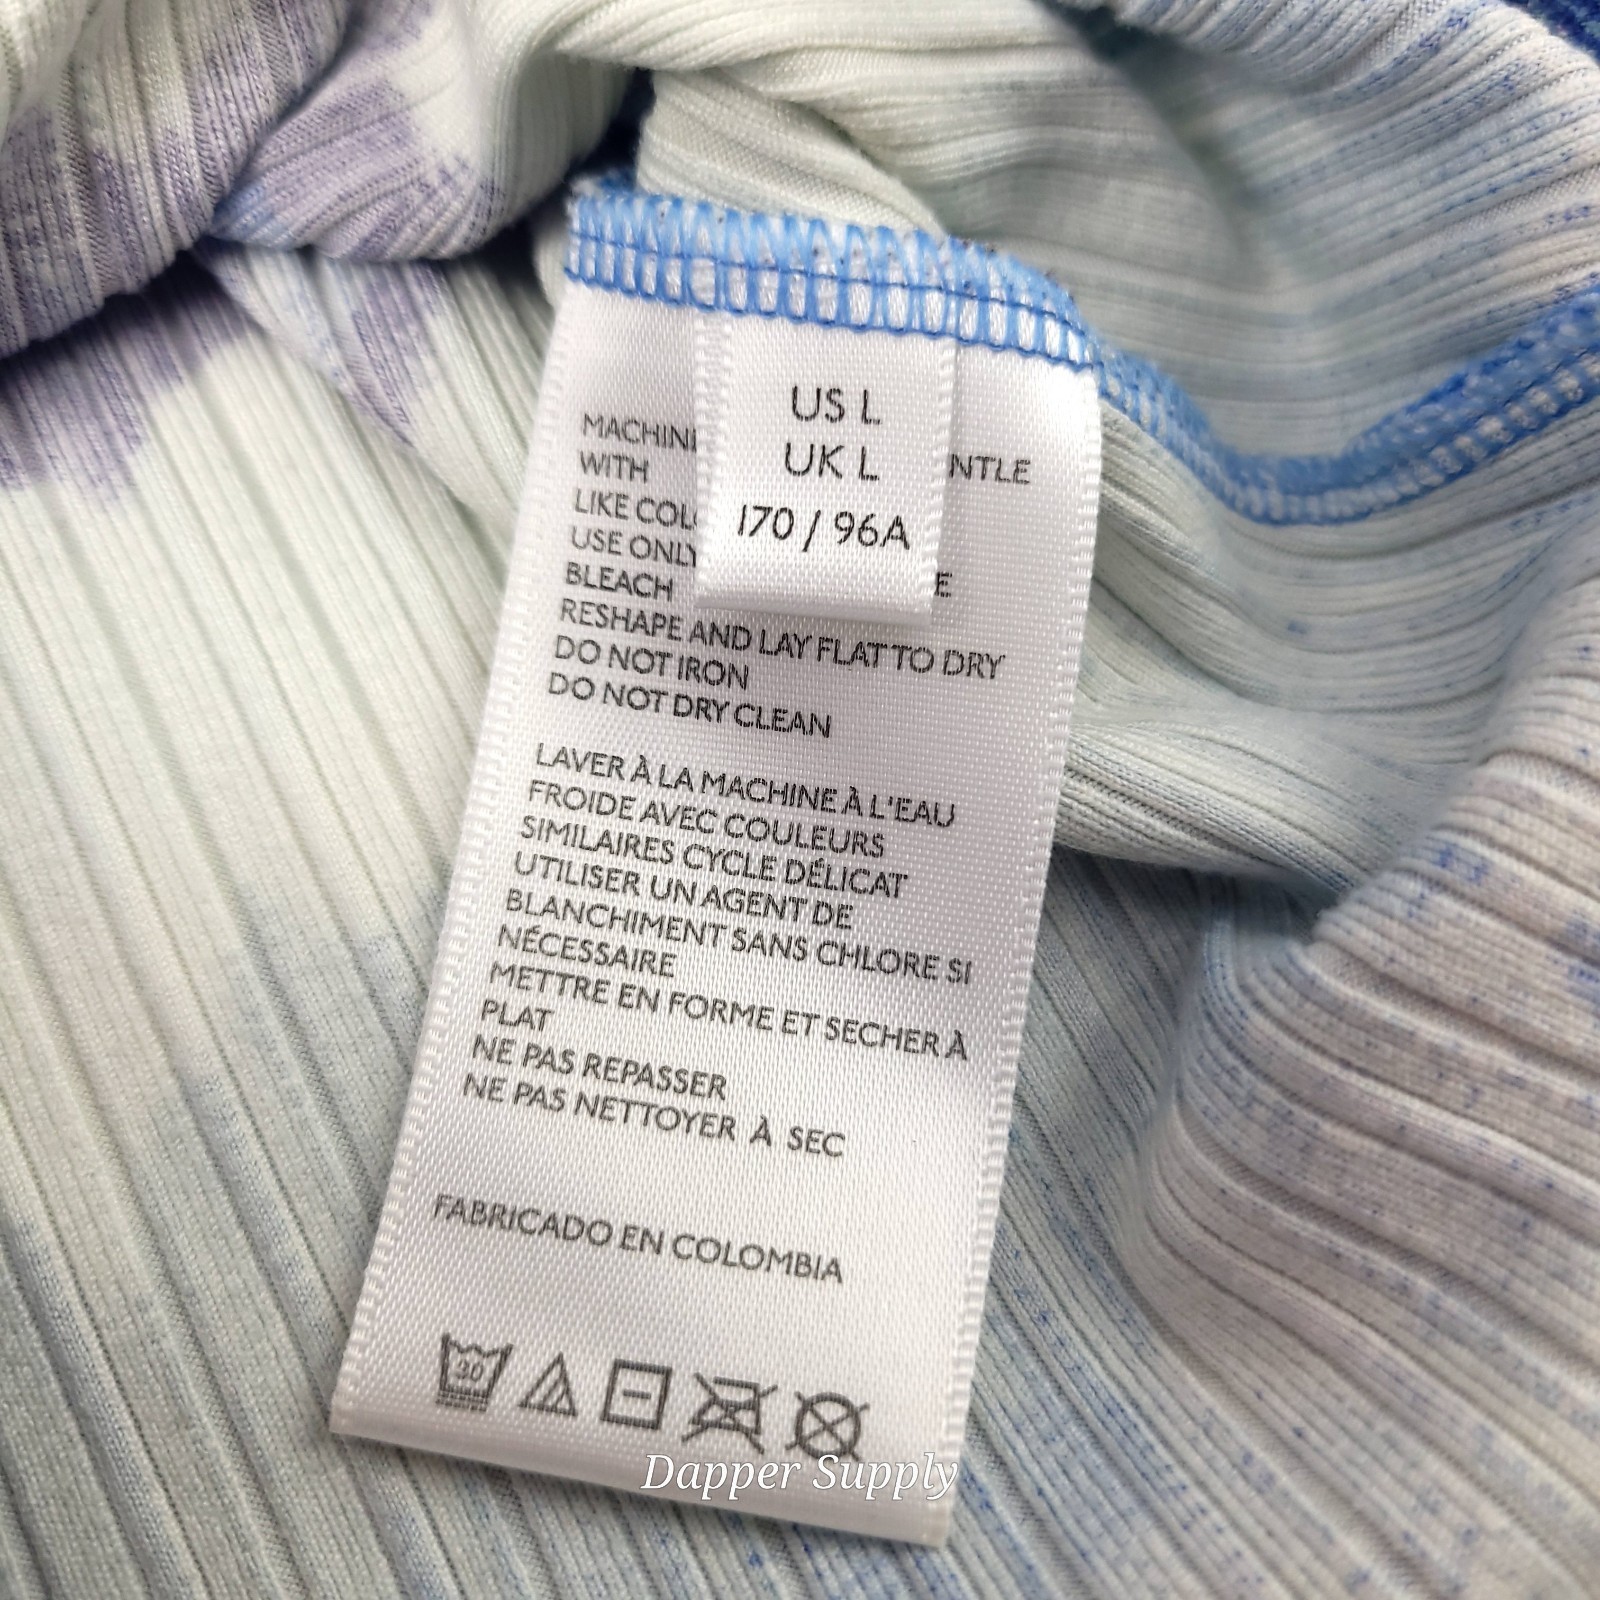 US L
UK L
170 / 96A
MACHINE NTLE
WITH
LIKE COL
USE ONLY
BLEACH E
RESHAPE AND LAY FLAT TO DRY
DO NOT IRON
DO NOT DRY CLEAN
LAVER À LA MACHINE À L'EAU
FROIDE AVEC COULEURS
SIMILAIRES CYCLE DÉLICAT
UTILISER UN AGENT DE
BLANCHIMENT SANS CHLORE SI
NÉCESSAIRE
METTRE EN FORME ET SECHER À
PLAT
NE PAS REPASSER
NE PAS NETTOYER À SEC
FABRICADO EN COLOMBIA
30
Dapper Supply